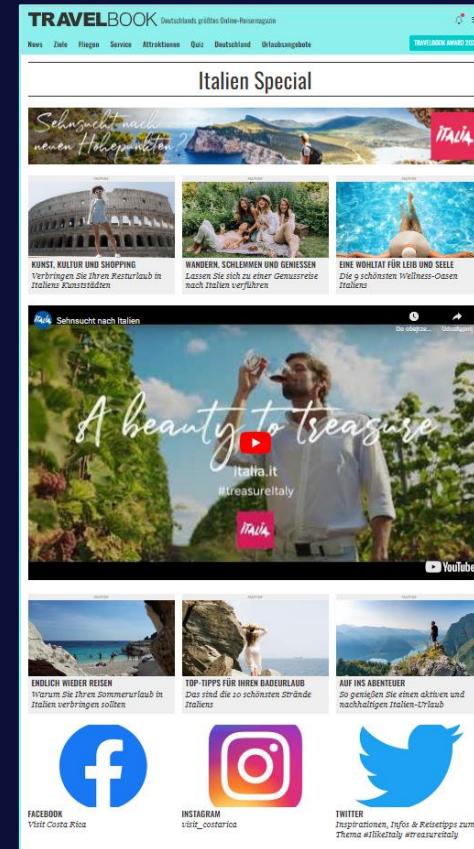 TRAVELBOOK Deutschlands größtes Online-Reisemagazin
News Ziele Fliegen Service Attraktionen Quiz Deutschland Urlaubsangebote
TRAVELBOOK AWARD
Italien Special
Sehnsucht nach
neuen Höhepunkten?
ITALIA
KUNST, KULTUR UND SHOPPING
Verbringen Sie Ihren Resturlaub in
Italiens Kunststädten
WANDERN, SCHLEMMEN UND GENIESSEN
Lassen Sie sich zu einer Genussreise
nach Italien verführen
EINE WOHLTAT FÜR LEIB UND SEELE
Die 9 schönsten Wellness-Oasen
Italiens
ITALIA Sehnsucht nach Italien
Do obejrze... Udostępnij
A beauty to treasure
italia.it
#treasureitaly
ITALIA
YouTube
ENDLICH WIEDER REISEN
Warum Sie Ihren Sommerurlaub in
Italien verbringen sollten
TOP-TIPPS FÜR IHREN BADEURLAUB
Das sind die 10 schönsten Strände
Italiens
AUF INS ABENTEUER
So genießen Sie einen aktiven und
nachhaltigen Italien-Urlaub
FACEBOOK
Visit Costa Rica
INSTAGRAM
visit_costarica
TWITTER
Inspirationen, Infos & Reisetipps zum
Thema #IlikeItaly #treasureitaly